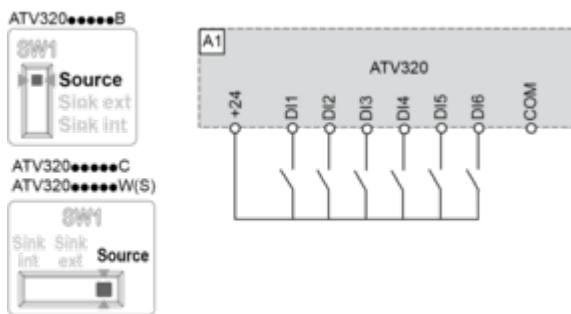 ATV320●●●●●B
SW1
Source
Sink ext
Sink int
ATV320●●●●●C
ATV320●●●●●W(S)
SW1
Sink int
Sink ext
Source
A1
ATV320
+24
DI1
DI2
DI3
DI4
DI5
DI6
COM